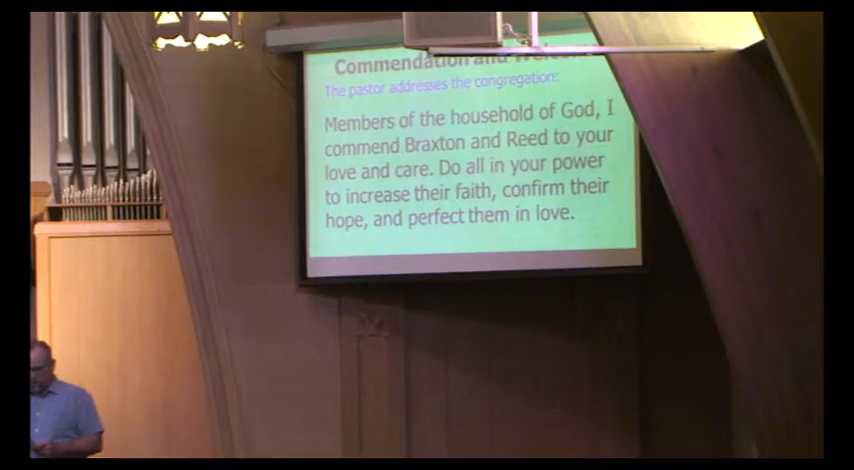 Commendation and
The pastor addresses the congregation:
Members of the household of God, I
commend Braxton and Reed to your
love and care. Do all in your power
to increase their faith, confirm their
hope, and perfect them in love.